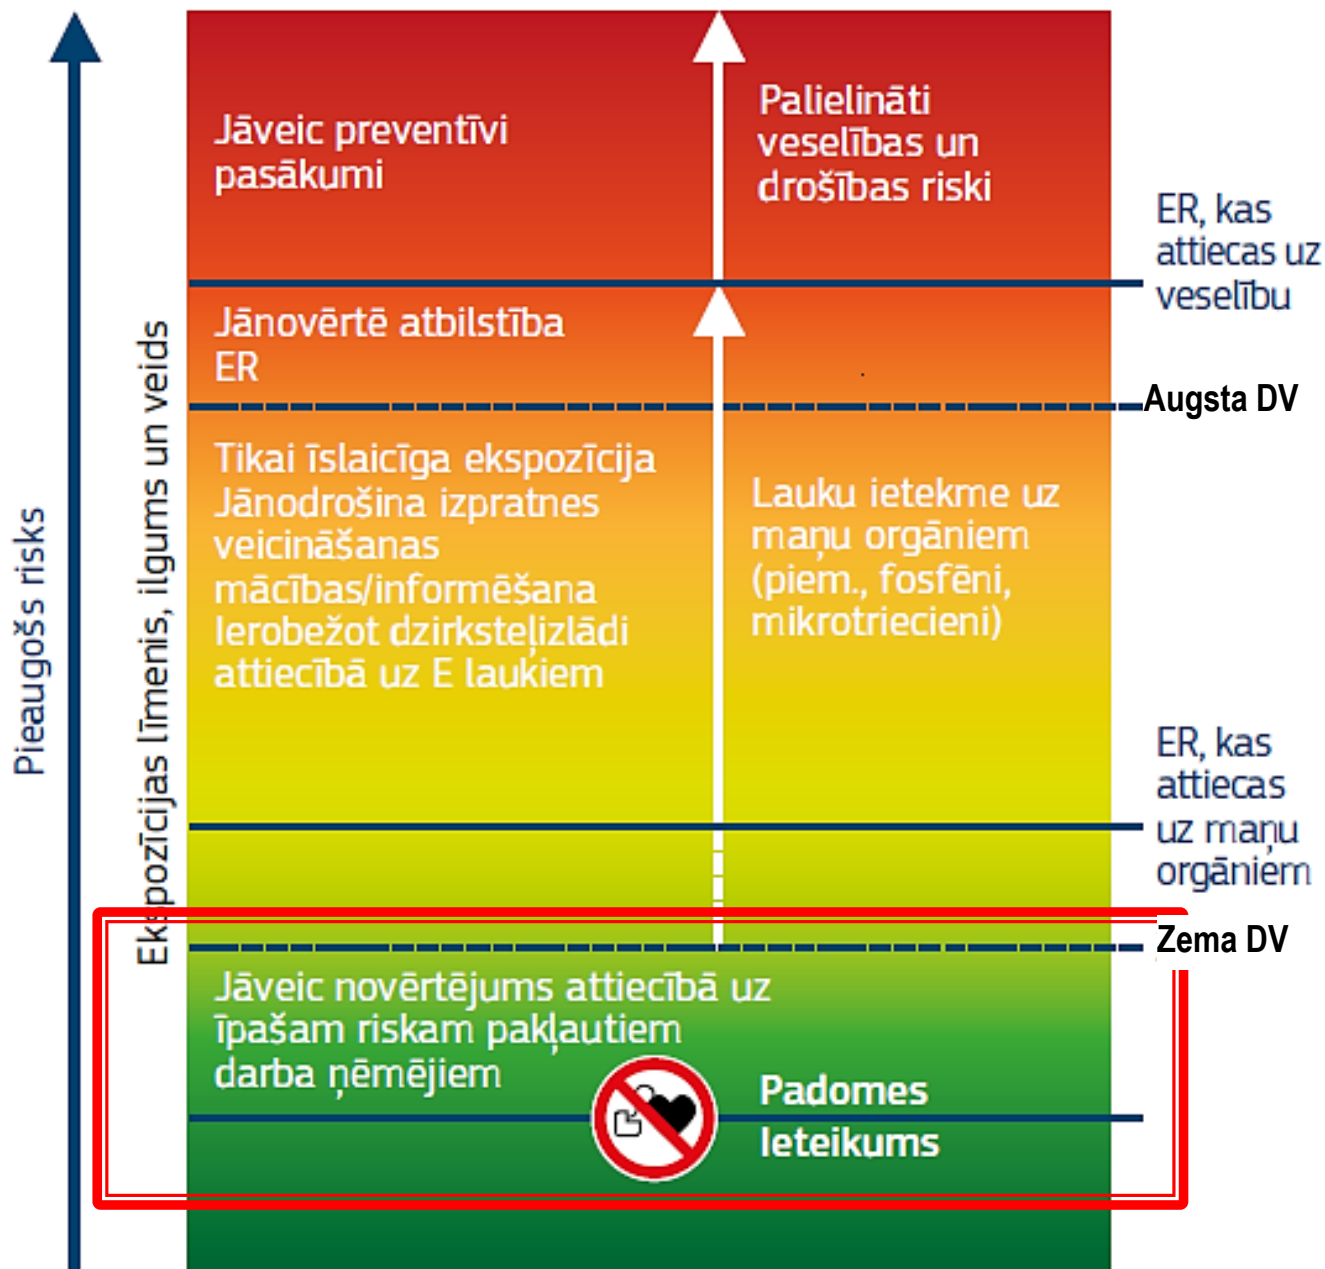 Pieaugošs risks
Ekspozīcijas līmenis, ilgums un veids
Jāveic preventīvi
pasākumi
Palielināti
veselības un
drošības riski
ER, kas
attiecas uz
veselību
Jānovērtē atbilstība
ER
Augsta DV
Tikai īslaicīga ekspozīcija
Jānodrošina izpratnes
veicināšanas
mācības/informēšana
Ierobežot dzirksteļizlādi
attiecībā uz E laukiem
Lauku ietekme uz
maņu orgāniem
(piem., fosfēni,
mikrotriecieni)
ER, kas
attiecas
uz maņu
orgāniem
Zema DV
Jāveic novērtējums attiecībā uz
īpašam riskam pakļautiem
darba ņēmējiem
Padomes
Ieteikums